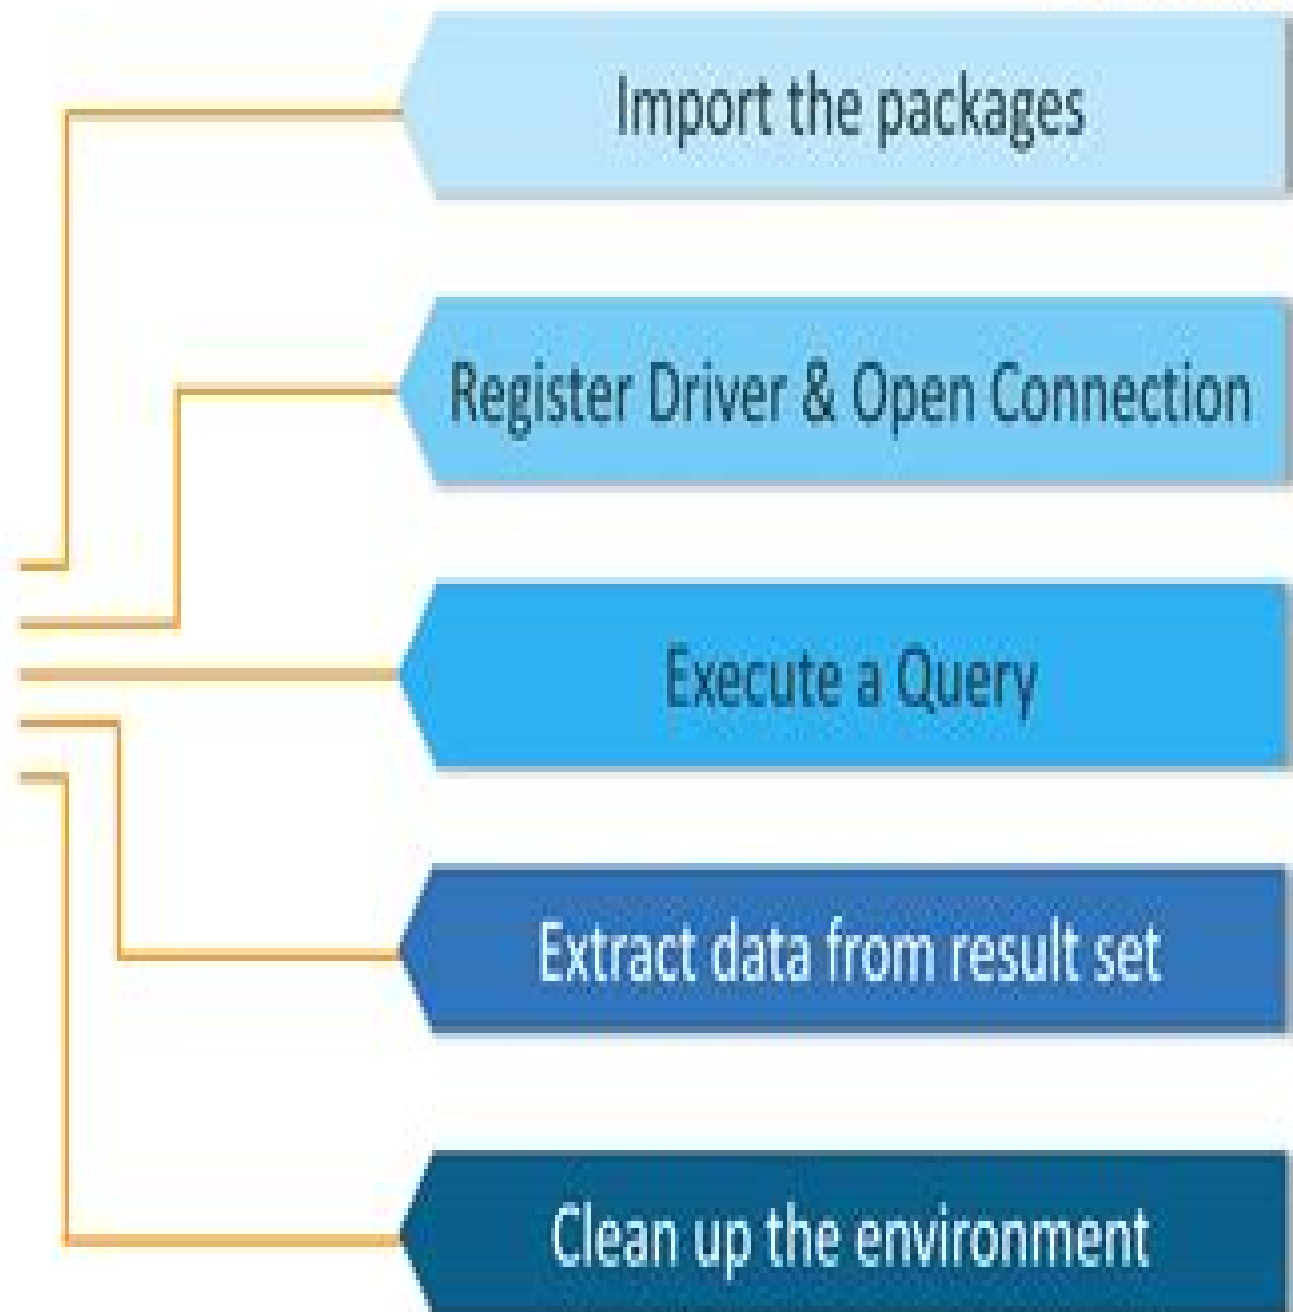 Import the packages
Register Driver & Open Connection
Execute a Query
Extract data from result set
Clean up the environment